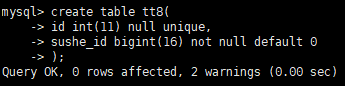 mysql> create table tt8(
    -> id int(11) null unique,
    -> sushe_id bigint(16) not null default 0
    -> );
Query OK, 0 rows affected, 2 warnings (0.00 sec)